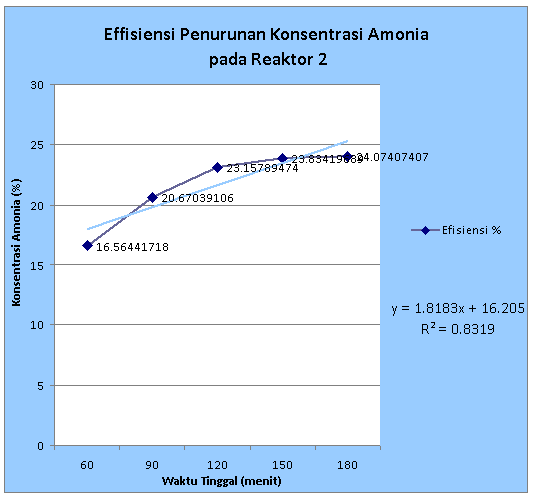 Effisiensi Penurunan Konsentrasi Amonia
pada Reaktor 2
30
25
20
15
10
5
0
Konsentrasi Amonia (%)
16.56441718
20.67039106
23.15789474
24.07407407
60 90 120 150 180
Waktu Tinggal (menit)
Efisiensi %
y = 1.8183x + 16.205
R² = 0.8319